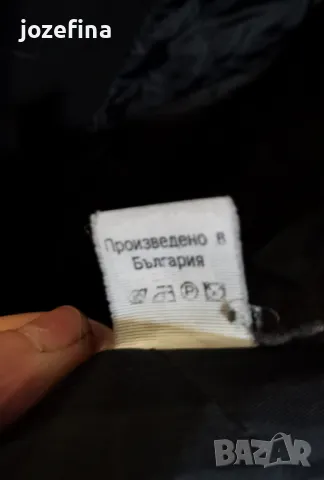 jozefina
Произведено в
България
P
BAZAR